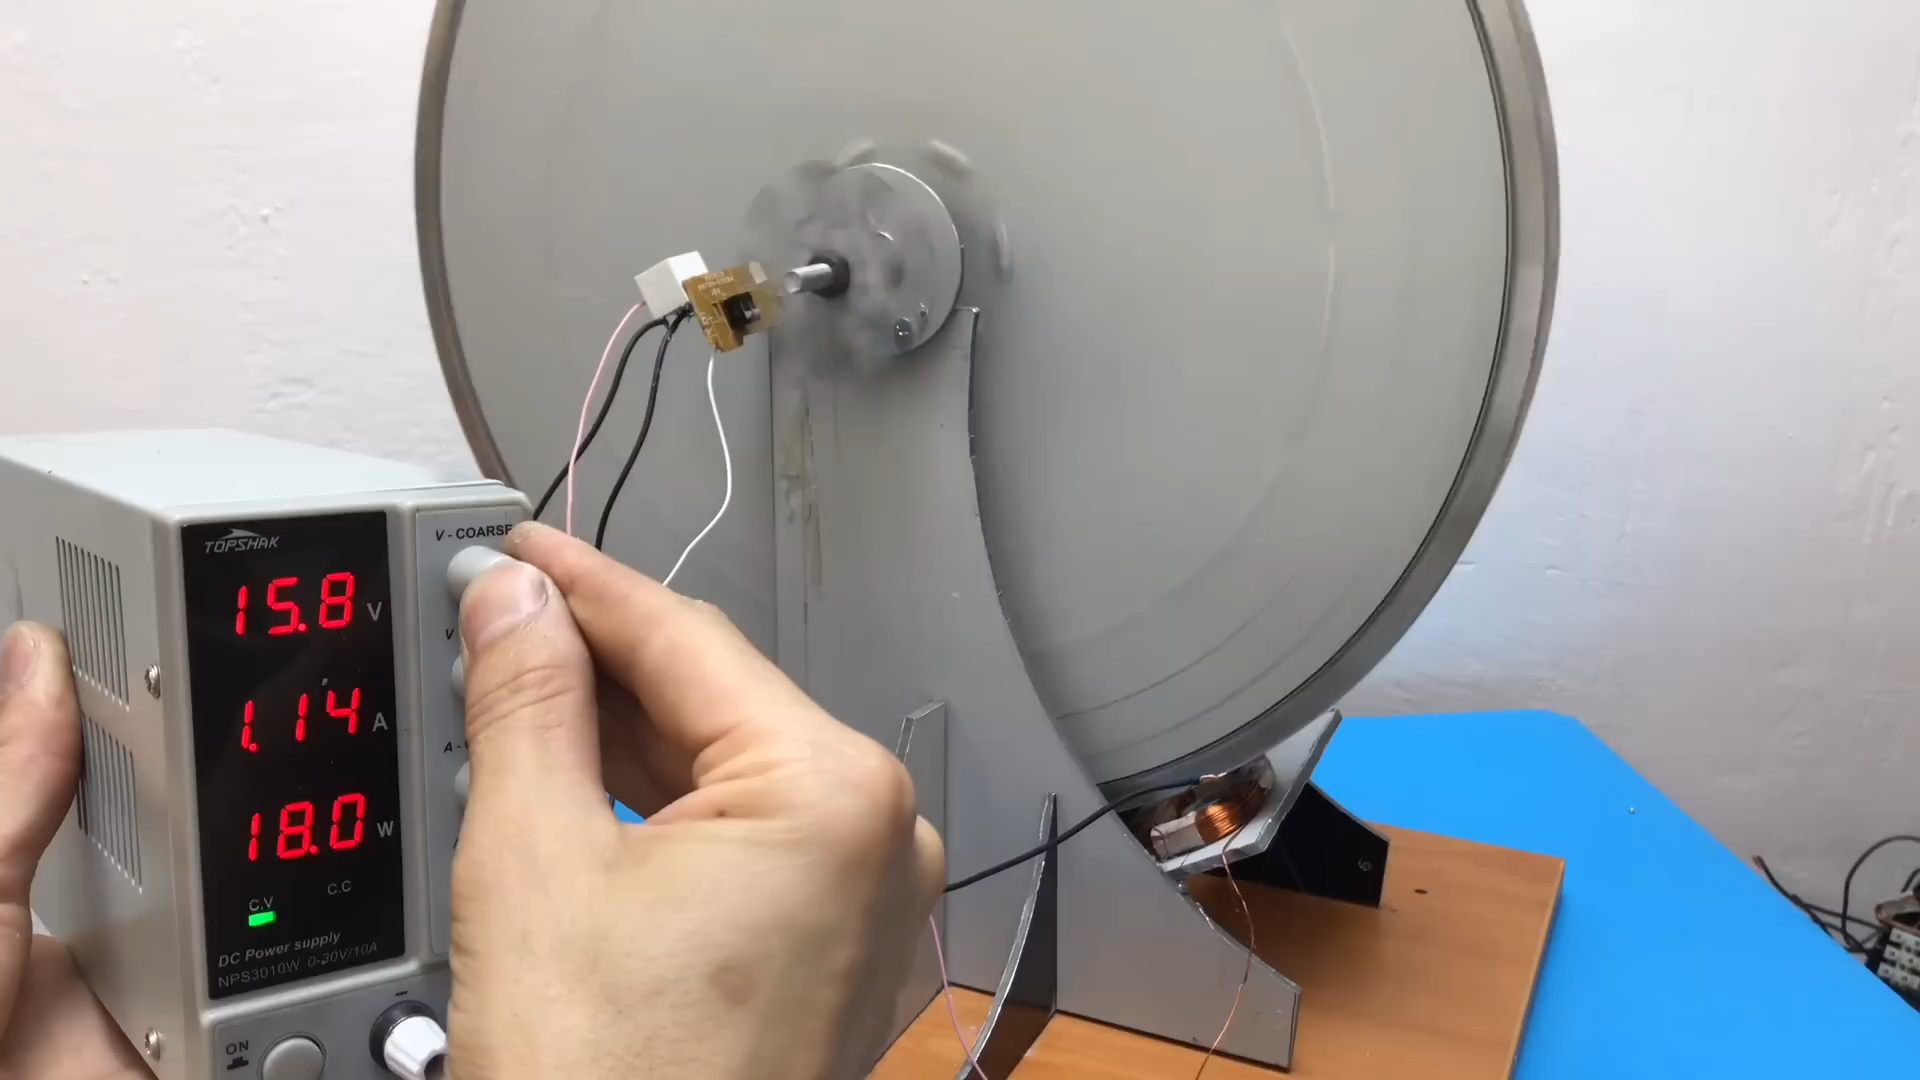 TOPSHAK
15.8 V
1.14 A
18.0 W
C.V C.C
DC Power supply
NPS3010W 0-30V/10A
V - COARSE
V
A -
ON